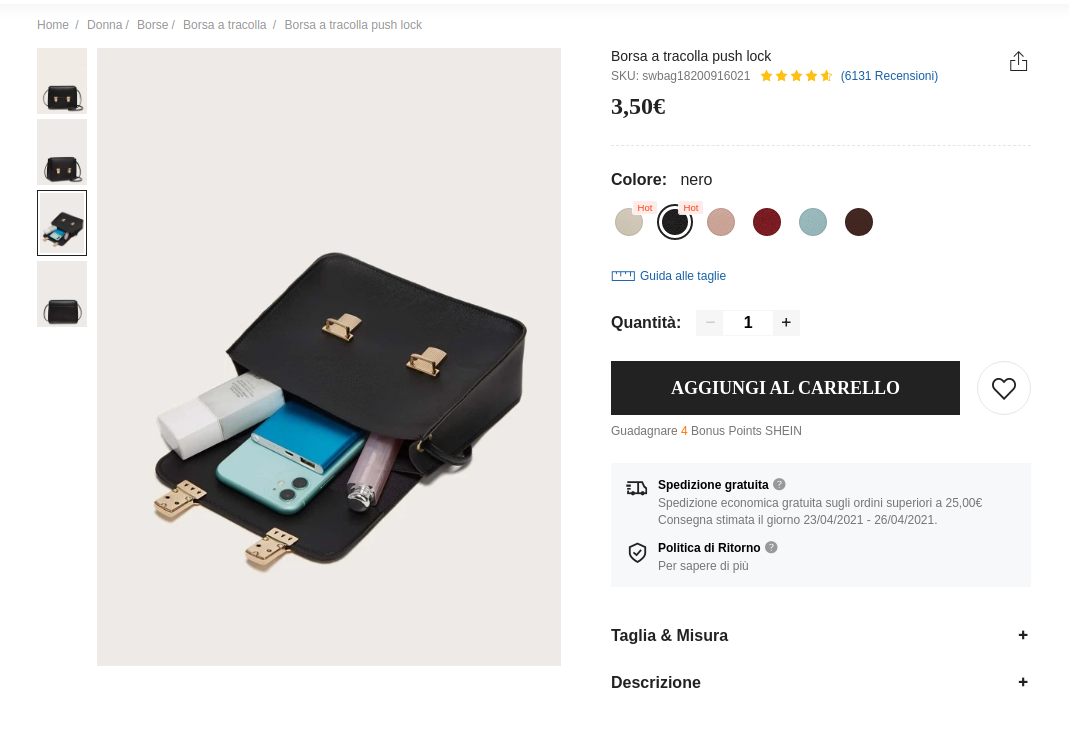 Home / Donna / Borse / Borsa a tracolla / Borsa a tracolla push lock
Borsa a tracolla push lock
SKU: swbag18200916021 (6131 Recensioni)
3,50€
Colore: nero
Hot Hot
Guida alle taglie
Quantità: − 1 +
AGGIUNGI AL CARRELLO
Guadagnare 4 Bonus Points SHEIN
Spedizione gratuita ?
Spedizione economica gratuita sugli ordini superiori a 25,00€
Consegna stimata il giorno 23/04/2021 - 26/04/2021.
Politica di Ritorno ?
Per sapere di più
Taglia & Misura +
Descrizione +